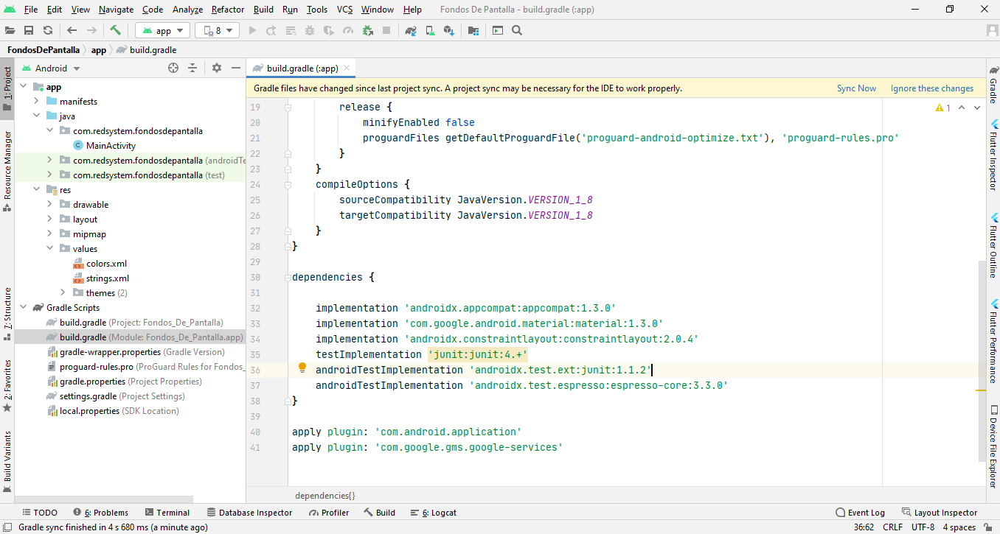 File Edit View Navigate Code Analyze Refactor Build Run Tools VCS Window Help Fondos De Pantalla - build.gradle (:app)
app 8
FondosDePantalla app build.gradle
Android
build.gradle (:app)
Gradle files have changed since last project sync. A project sync may be necessary for the IDE to work properly. Sync Now Ignore these changes
1: Project
Resource Manager
7: Structure
2: Favorites
Build Variants
app
manifests
java
com.redsystem.fondosdepantalla
C MainActivity
com.redsystem.fondosdepantalla (androidTe
com.redsystem.fondosdepantalla (test)
res
drawable
layout
mipmap
values
colors.xml
strings.xml
themes (2)
Gradle Scripts
build.gradle (Project: Fondos_De_Pantalla)
build.gradle (Module: Fondos_De_Pantalla.app)
gradle-wrapper.properties (Gradle Version)
proguard-rules.pro (ProGuard Rules for Fondos_
gradle.properties (Project Properties)
settings.gradle (Project Settings)
local.properties (SDK Location)
19 release {
20 minifyEnabled false
21 proguardFiles getDefaultProguardFile('proguard-android-optimize.txt'), 'proguard-rules.pro'
22 }
23 }
24 compileOptions {
25 sourceCompatibility JavaVersion.VERSION_1_8
26 targetCompatibility JavaVersion.VERSION_1_8
27 }
28 }
29
30 dependencies {
31
32 implementation 'androidx.appcompat:appcompat:1.3.0'
33 implementation 'com.google.android.material:material:1.3.0'
34 implementation 'androidx.constraintlayout:constraintlayout:2.0.4'
35 testImplementation 'junit:junit:4.+'
36 androidTestImplementation 'androidx.test.ext:junit:1.1.2'
37 androidTestImplementation 'androidx.test.espresso:espresso-core:3.3.0'
38 }
39
40 apply plugin: 'com.android.application'
41 apply plugin: 'com.google.gms.google-services'
1
dependencies{}
Gradle
Flutter Inspector
Flutter Outline
Flutter Performance
Device File Explorer
TODO 6: Problems Terminal Database Inspector Profiler Build 6: Logcat Event Log Layout Inspector
Gradle sync finished in 4 s 680 ms (a minute ago) 36:62 CRLF UTF-8 4 spaces